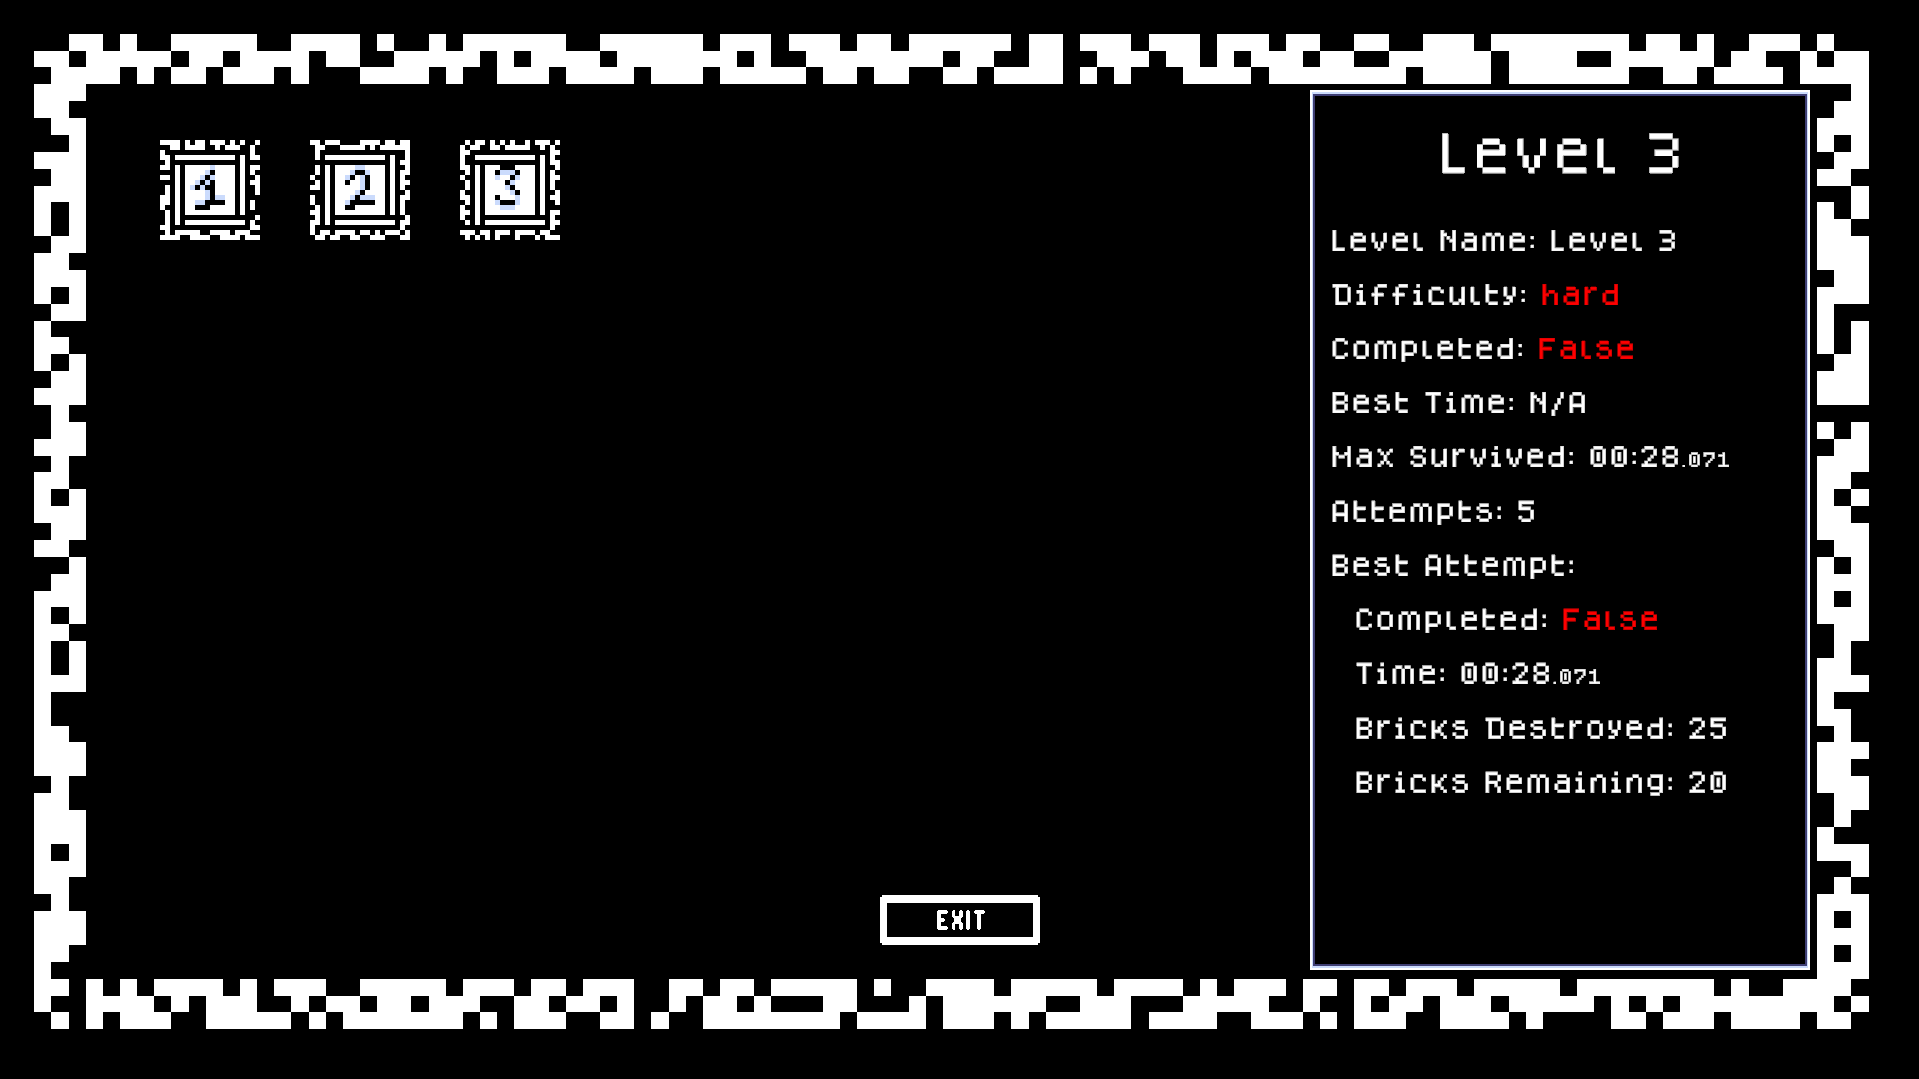 1 2 3
Level 3
Level Name: Level 3
Difficulty: hard
Completed: False
Best Time: N/A
Max Survived: 00:28.071
Attempts: 5
Best Attempt:
Completed: False
Time: 00:28.071
Bricks Destroyed: 25
Bricks Remaining: 20
EXIT